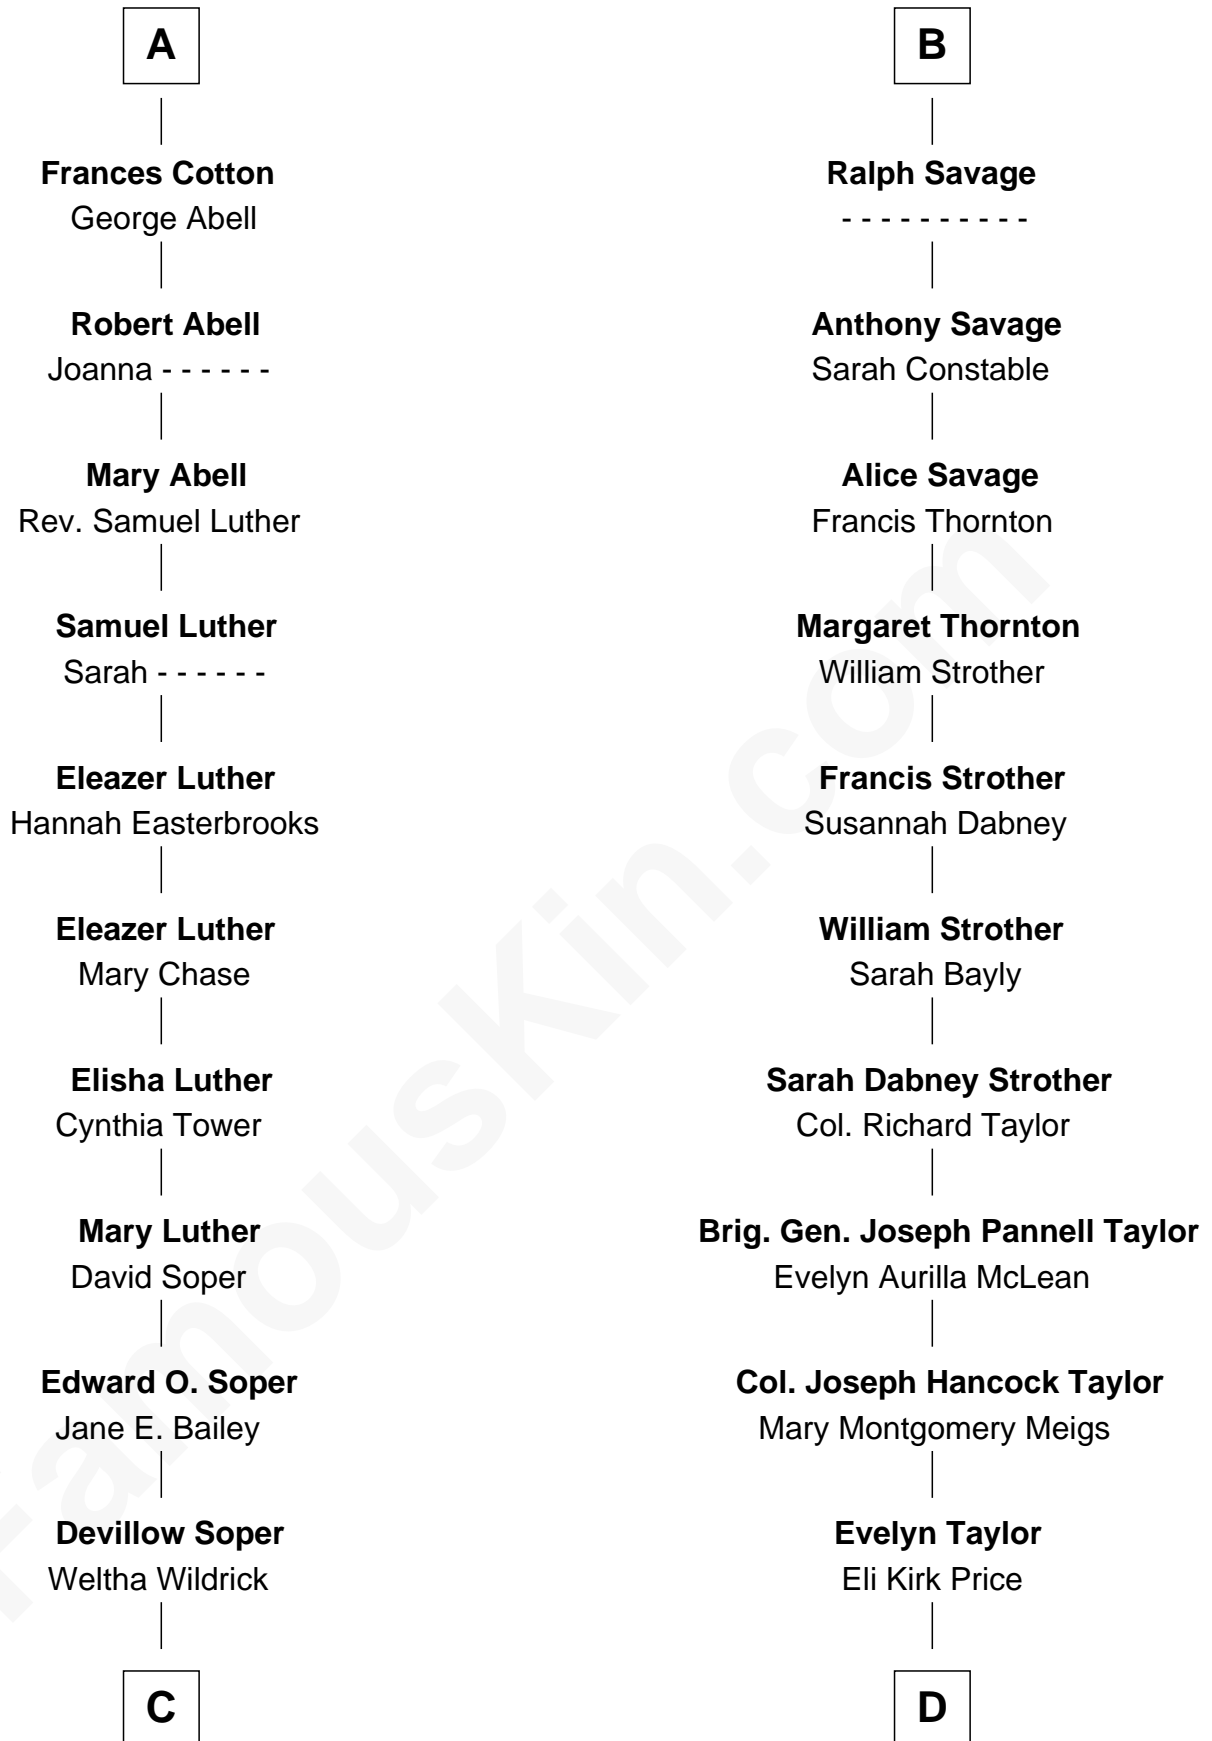 A
Frances Cotton
George Abell
Robert Abell
Joanna - - - - - -
Mary Abell
Rev. Samuel Luther
Samuel Luther
Sarah - - - - - -
Eleazer Luther
Hannah Easterbrooks
Eleazer Luther
Mary Chase
Elisha Luther
Cynthia Tower
Mary Luther
David Soper
Edward O. Soper
Jane E. Bailey
Devillow Soper
Weltha Wildrick
C
B
Ralph Savage
- - - - - - - - - -
Anthony Savage
Sarah Constable
Alice Savage
Francis Thornton
Margaret Thornton
William Strother
Francis Strother
Susannah Dabney
William Strother
Sarah Bayly
Sarah Dabney Strother
Col. Richard Taylor
Brig. Gen. Joseph Pannell Taylor
Evelyn Aurilla McLean
Col. Joseph Hancock Taylor
Mary Montgomery Meigs
Evelyn Taylor
Eli Kirk Price
D
FamousKin.com